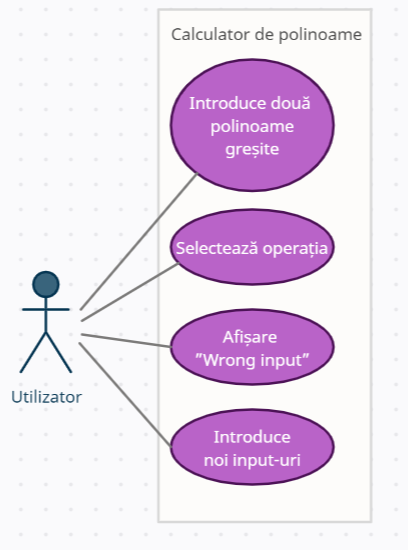 Calculator de polinoame
Introduce două
polinoame
greșite
Selectează operația
Afișare
”Wrong input”
Introduce
noi input-uri
Utilizator